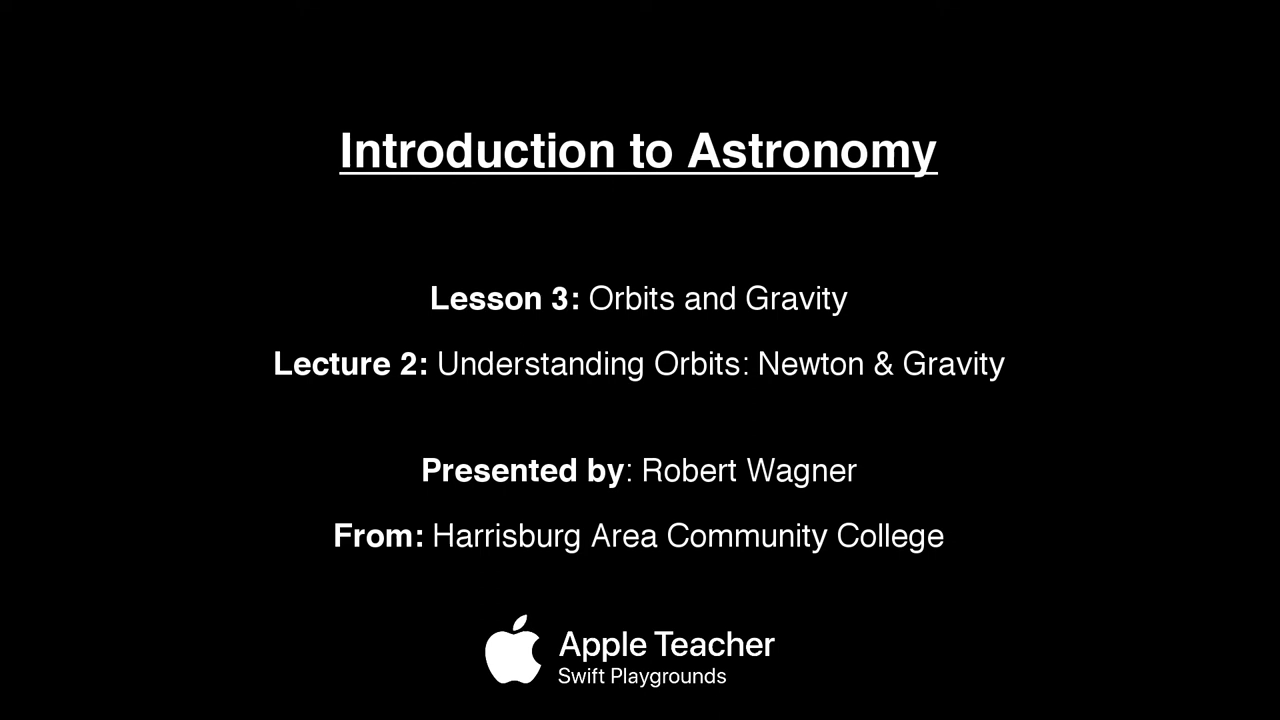 Introduction to Astronomy
Lesson 3: Orbits and Gravity
Lecture 2: Understanding Orbits: Newton & Gravity
Presented by: Robert Wagner
From: Harrisburg Area Community College
Apple Teacher
Swift Playgrounds